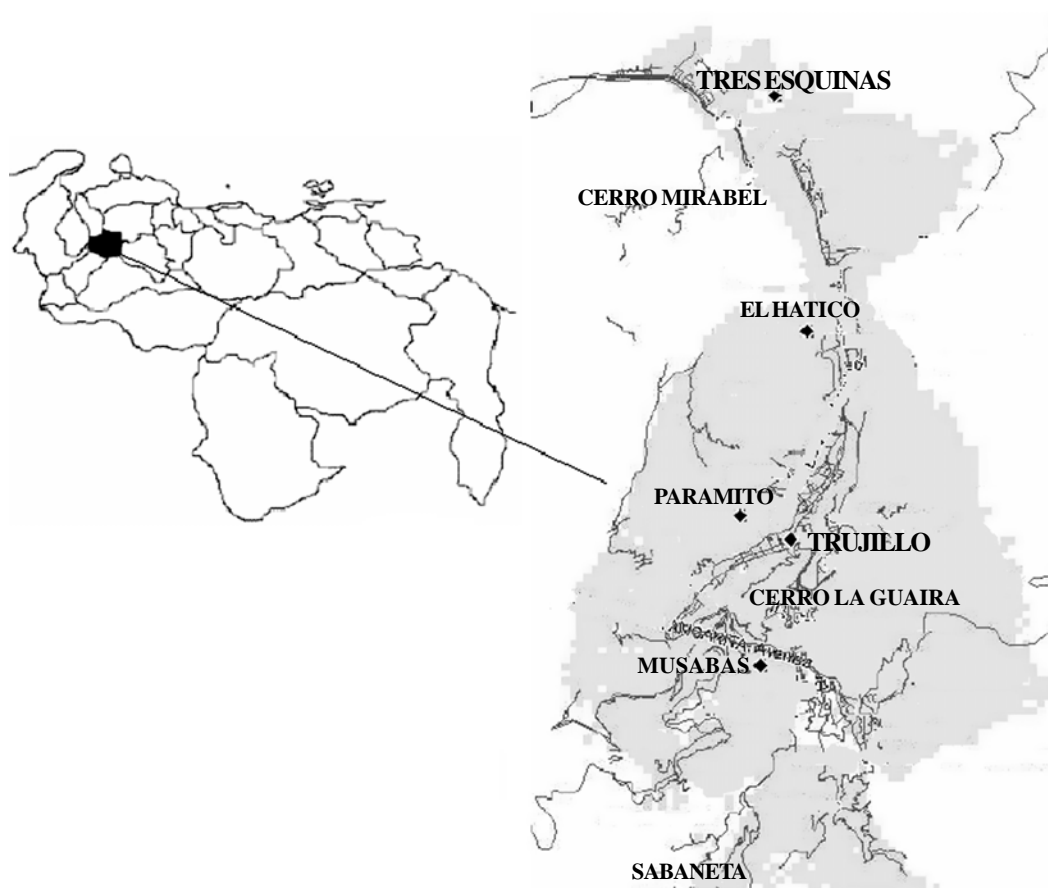 TRES ESQUINAS
CERRO MIRABEL
EL HATICO
PARAMITO
TRUJILLO
CERRO LA GUAIRA
MUSABAS
SABANETA